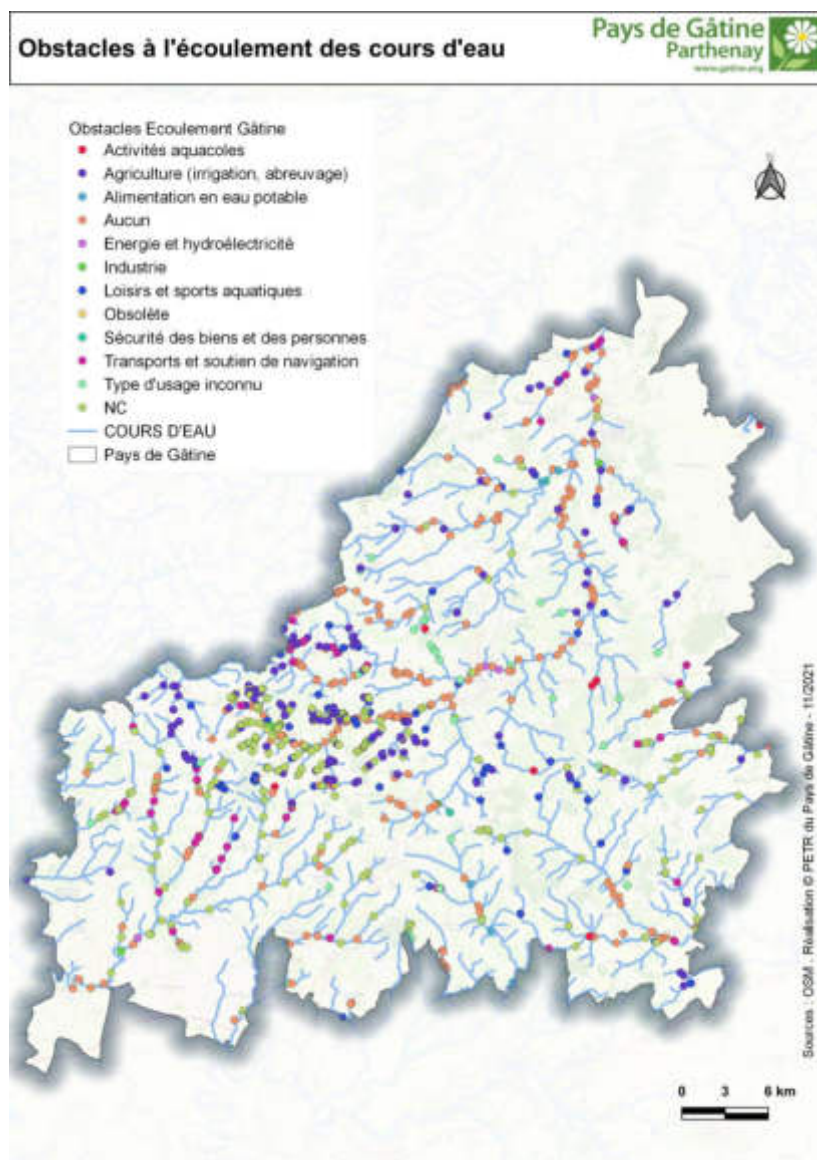 Obstacles à l'écoulement des cours d'eau
Pays de Gâtine
Parthenay
www.gatine.org
Obstacles Ecoulement Gâtine
Activités aquacoles
Agriculture (irrigation, abreuvage)
Alimentation en eau potable
Aucun
Energie et hydroélectricité
Industrie
Loisirs et sports aquatiques
Obsolète
Sécurité des biens et des personnes
Transports et soutien de navigation
Type d'usage inconnu
NC
COURS D'EAU
Pays de Gâtine
Sources : OSM - Réalisation © PETR du Pays de Gâtine - 11/2021
0 3 6 km